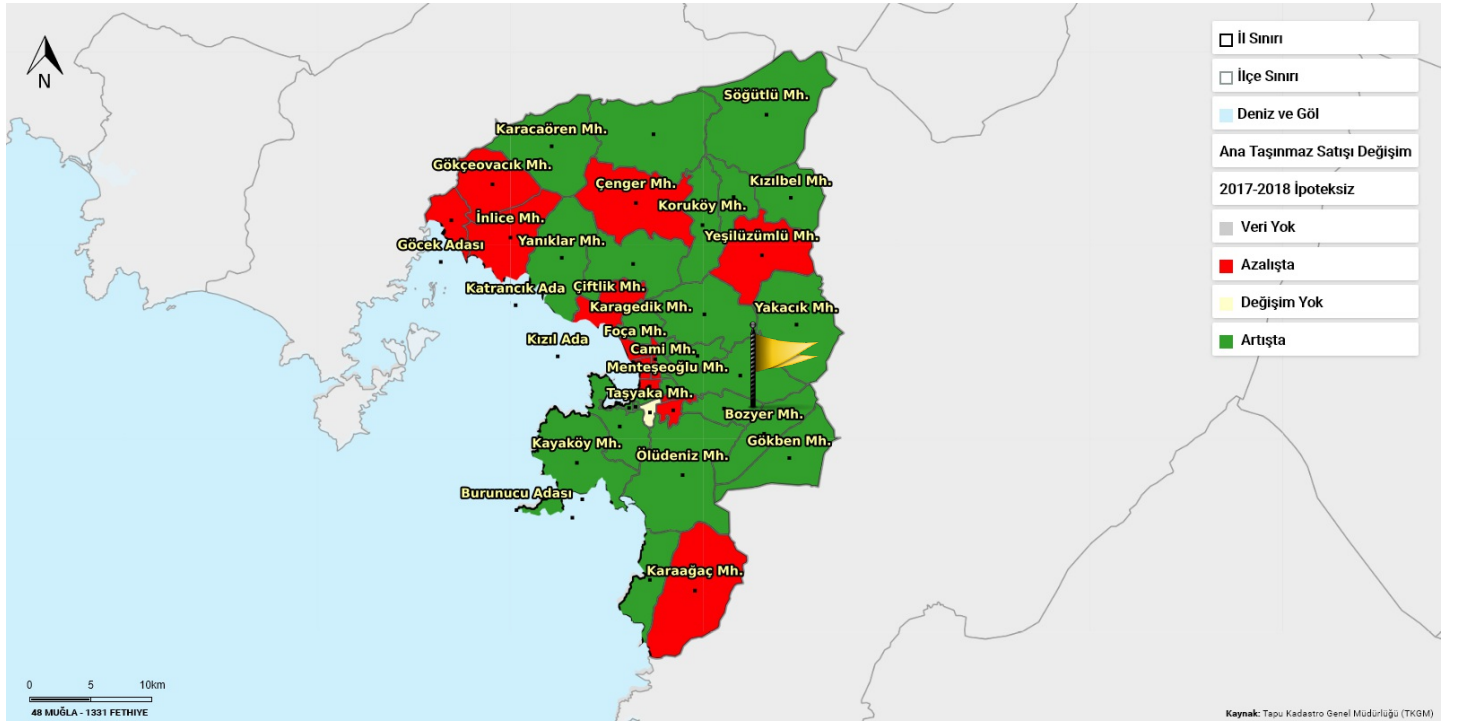 N
Söğütlü Mh.
Karacaören Mh.
Gökçeovacık Mh.
Çenger Mh.
Kızılbel Mh.
Koruköy Mh.
İnlice Mh.
Yanıklar Mh.
Yeşilüzümlü Mh.
Göcek Adası
Katrancık Ada
Çiftlik Mh.
Karagedik Mh.
Yakacık Mh.
Foça Mh.
Kızıl Ada
Cami Mh.
Menteşeoğlu Mh.
Taşyaka Mh.
Bozyer Mh.
Kayaköy Mh.
Gökben Mh.
Ölüdeniz Mh.
Burunucu Adası
Karaağaç Mh.
İl Sınırı
İlçe Sınırı
Deniz ve Göl
Ana Taşınmaz Satışı Değişim
2017-2018 İpoteksiz
Veri Yok
Azalışta
Değişim Yok
Artışta
0 5 10km
48 MUĞLA - 1331 FETHIYE
Kaynak: Tapu Kadastro Genel Müdürlüğü (TKGM)